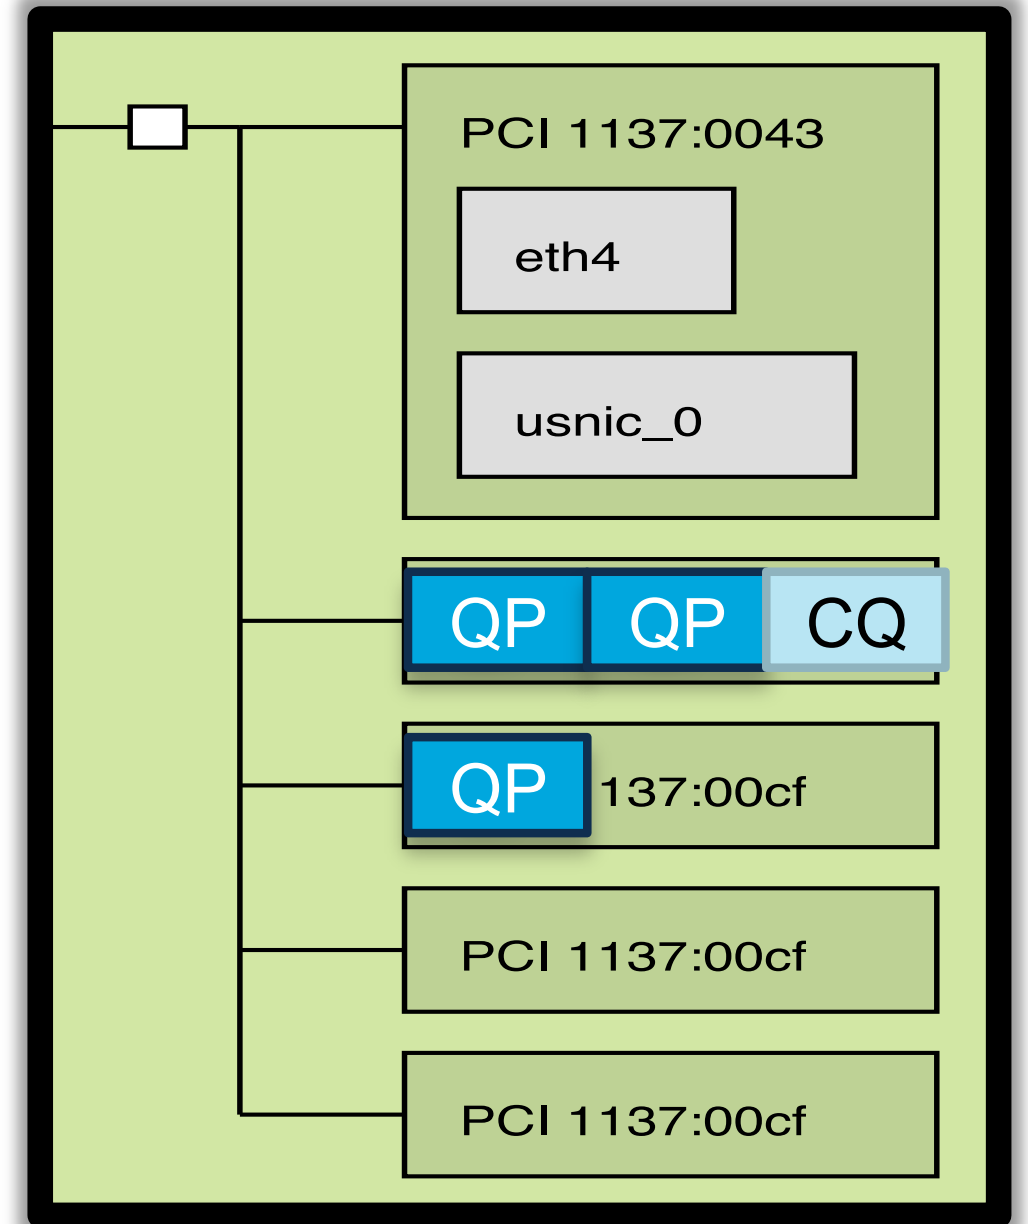 PCI 1137:0043
eth4
usnic_0
QP QP CQ
QP 137:00cf
PCI 1137:00cf
PCI 1137:00cf